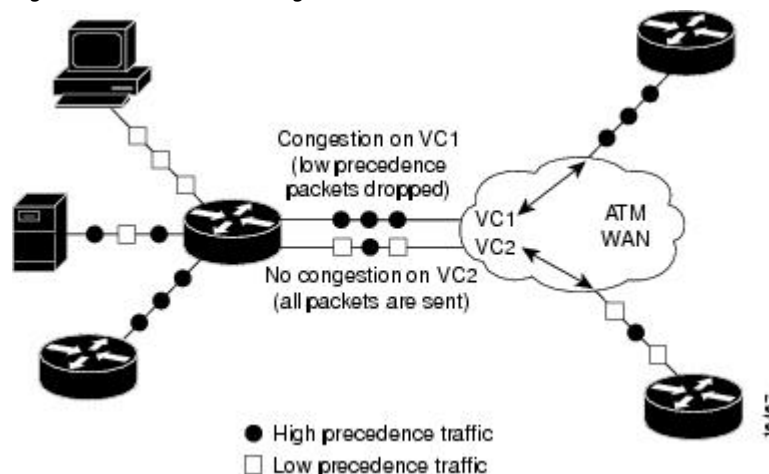 Congestion on VC1
(low precedence
packets dropped)
VC1
VC2
ATM
WAN
No congestion on VC2
(all packets are sent)
High precedence traffic
Low precedence traffic